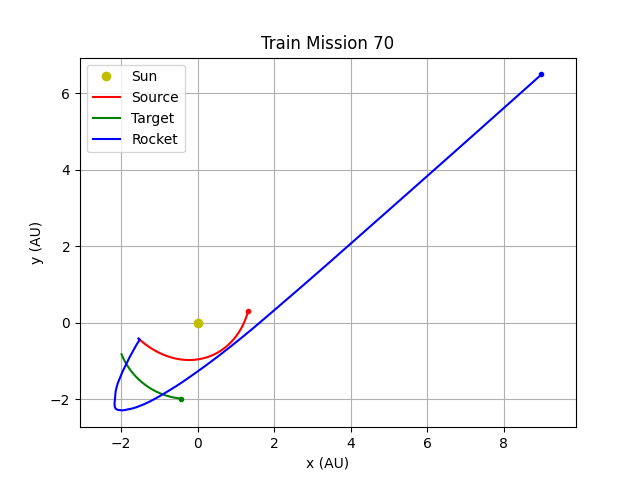 Train Mission 70
Sun
Source
Target
Rocket
6
4
2
0
−2
−2
0
2
4
6
8
y (AU)
x (AU)